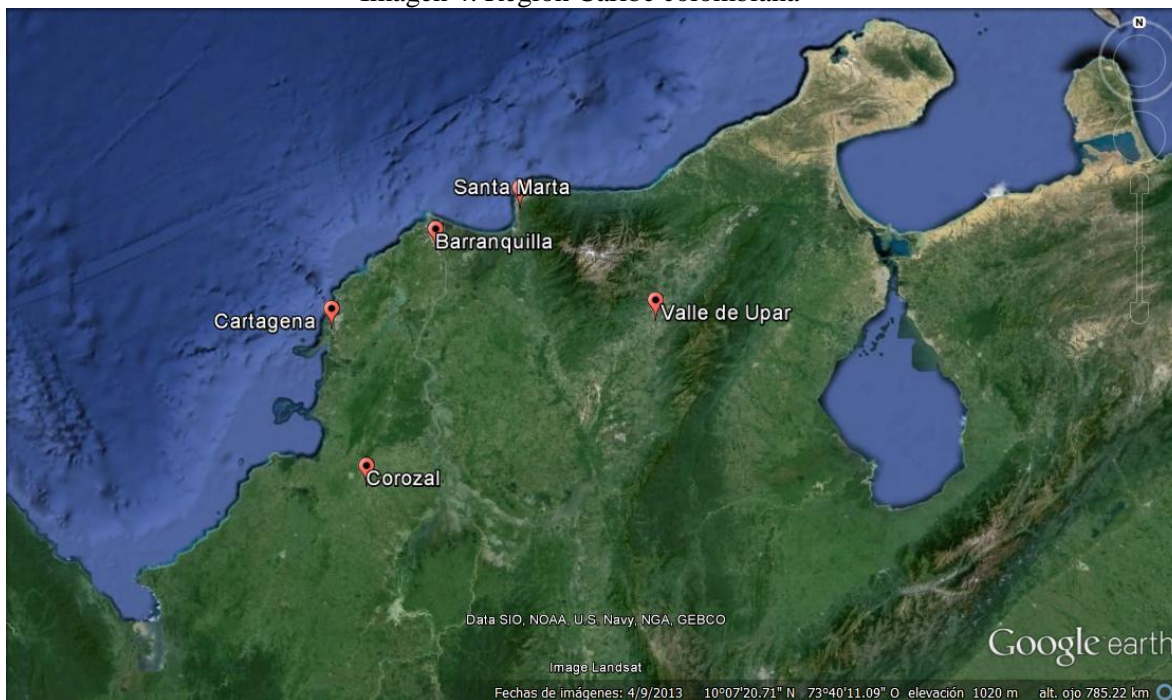 Imagen 4. Región Caribe colombiana
N
Santa Marta
Barranquilla
Cartagena
Valle de Upar
Corozal
Data SIO, NOAA, U.S. Navy, NGA, GEBCO
Image Landsat
Google earth
Fechas de imágenes: 4/9/2013 10°07'20.71" N 73°40'11.09" O elevación 1020 m alt. ojo 785.22 km